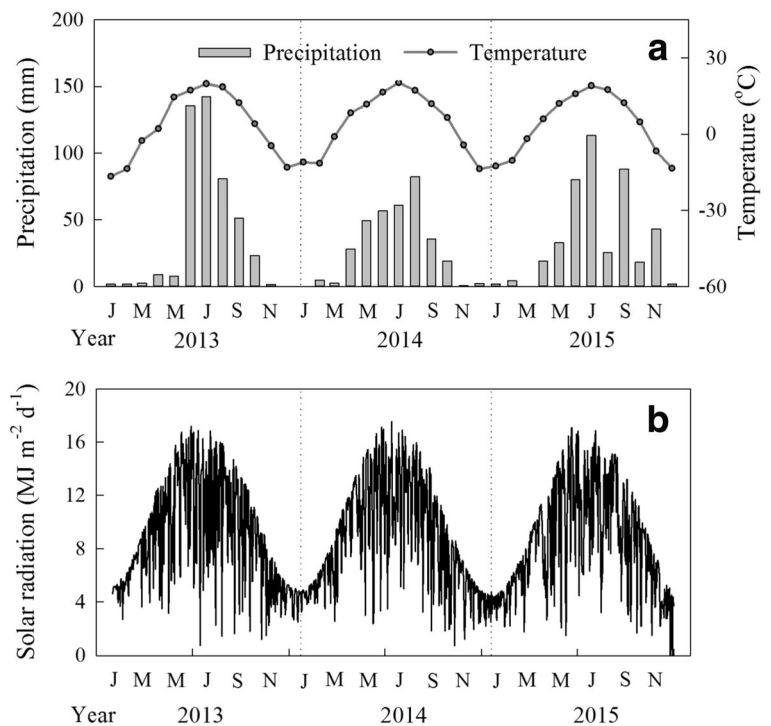 200
150
100
50
0
Precipitation (mm)
Precipitation
Temperature
a
30
0
-30
-60
Temperature (°C)
J M M J S N J M M J S N J M M J S N
Year 2013 2014 2015
20
16
12
8
4
0
Solar radiation (MJ m⁻² d⁻¹)
b
J M M J S N J M M J S N J M M J S N
Year 2013 2014 2015